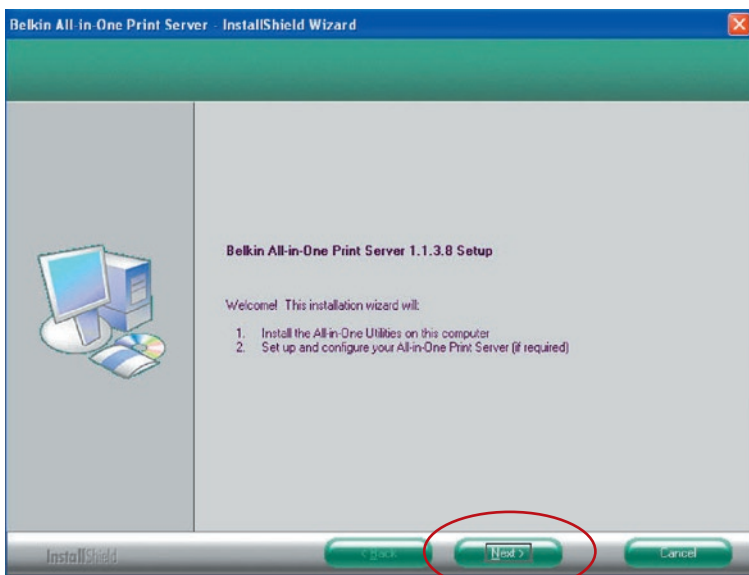 Belkin All-in-One Print Server - InstallShield Wizard
Belkin All-in-One Print Server 1.1.3.8 Setup
Welcome! This installation wizard will:
1. Install the All-in-One Utilities on this computer
2. Set up and configure your All-in-One Print Server (if required)
InstallShield
< Back
Next >
Cancel